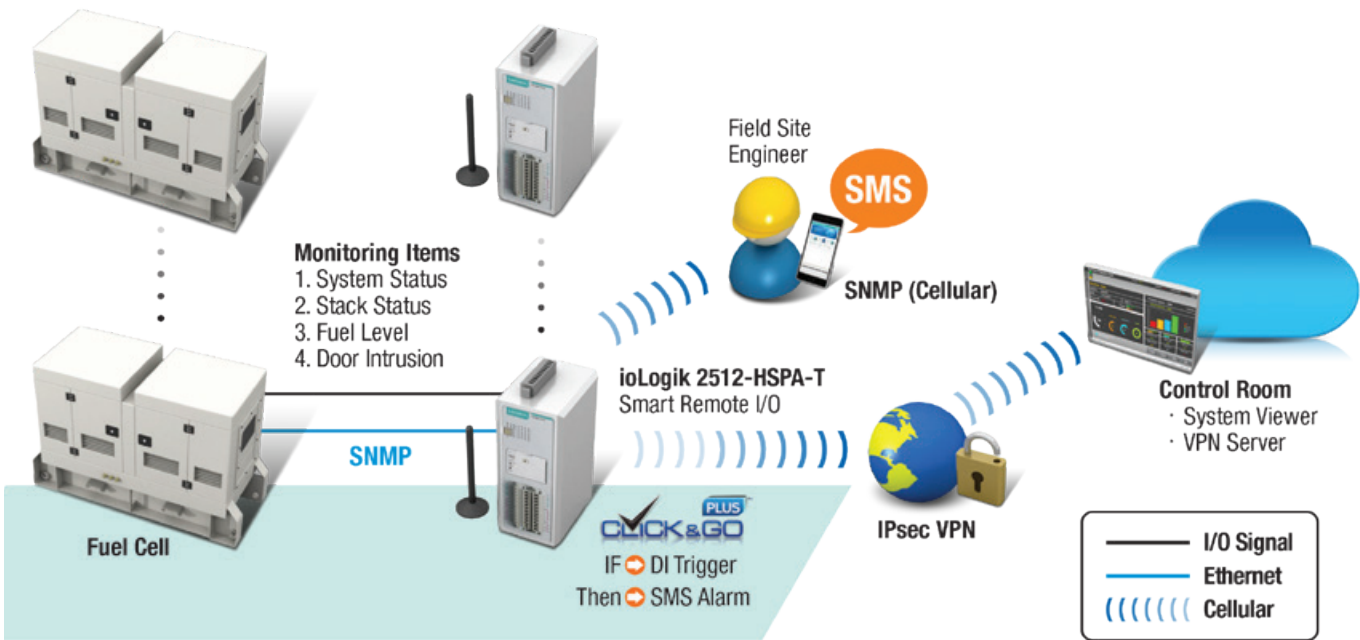 Field Site
Engineer
SMS
SNMP (Cellular)
Monitoring Items
1. System Status
2. Stack Status
3. Fuel Level
4. Door Intrusion
ioLogik 2512-HSPA-T
Smart Remote I/O
SNMP
Fuel Cell
CLICK&GO PLUS
IF DI Trigger
Then SMS Alarm
IPsec VPN
Control Room
· System Viewer
· VPN Server
I/O Signal
Ethernet
Cellular